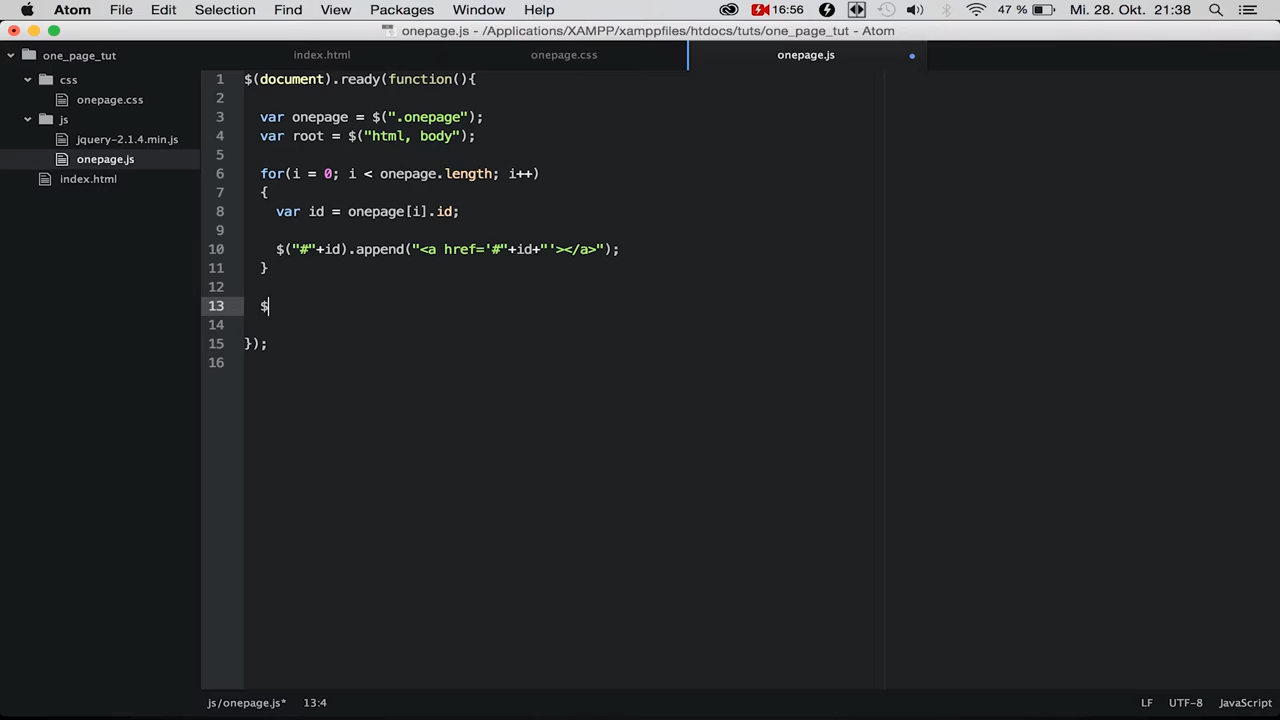 Atom File Edit Selection Find View Packages Window Help 16:56 47 % Mi. 28. Okt. 21:38
onepage.js - /Applications/XAMPP/xamppfiles/htdocs/tuts/one_page_tut - Atom
one_page_tut
css
onepage.css
js
jquery-2.1.4.min.js
onepage.js
index.html
index.html onepage.css onepage.js
1 $(document).ready(function(){
2
3 var onepage = $(".onepage");
4 var root = $("html, body");
5
6 for(i = 0; i < onepage.length; i++)
7 {
8 var id = onepage[i].id;
9
10 $("#"+id).append("<a href='#"+id+"'></a>");
11 }
12
13 $
14
15 });
16
js/onepage.js* 13:4 LF UTF-8 JavaScript